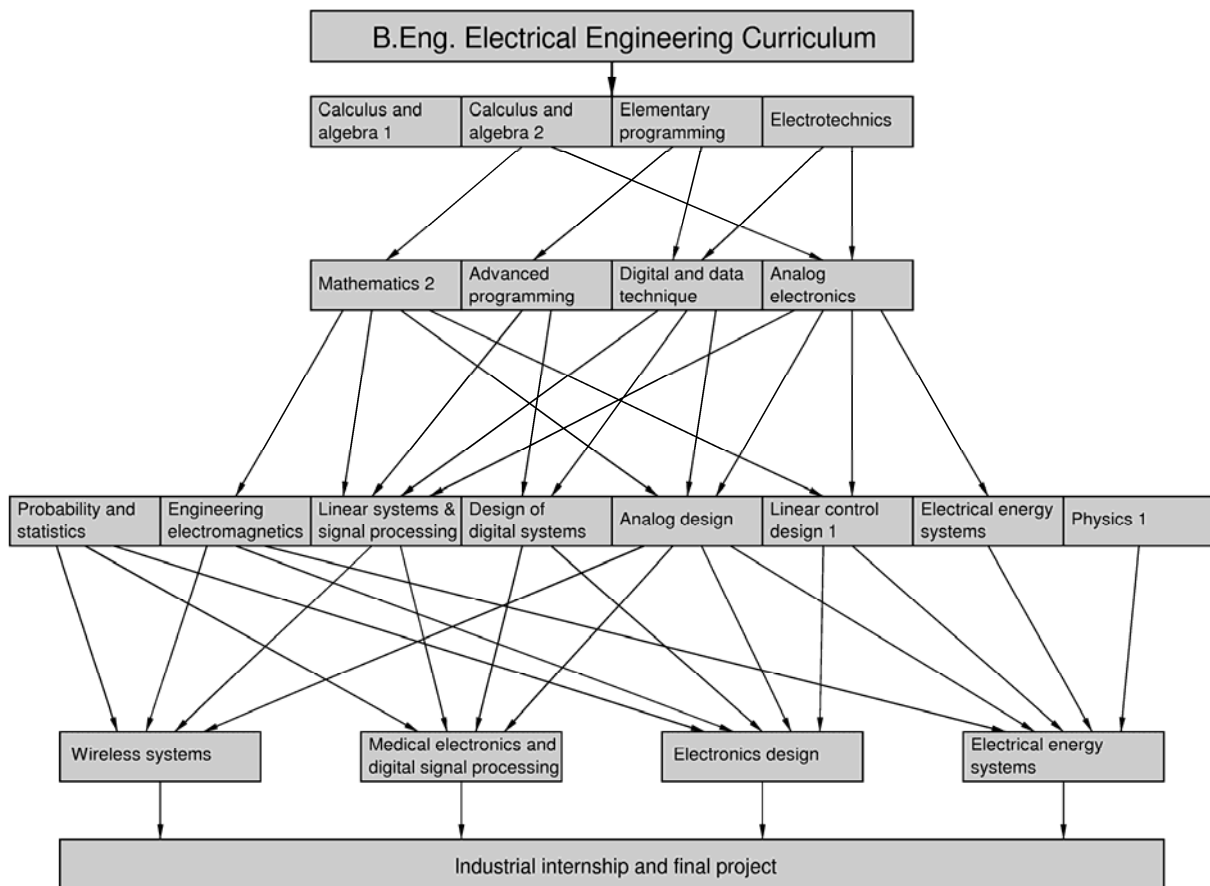 B.Eng. Electrical Engineering Curriculum
Calculus and
algebra 1
Calculus and
algebra 2
Elementary
programming
Electrotechnics
Mathematics 2
Advanced
programming
Digital and data
technique
Analog
electronics
Probability and
statistics
Engineering
electromagnetics
Linear systems &
signal processing
Design of
digital systems
Analog design
Linear control
design 1
Electrical energy
systems
Physics 1
Wireless systems
Medical electronics and
digital signal processing
Electronics design
Electrical energy
systems
Industrial internship and final project